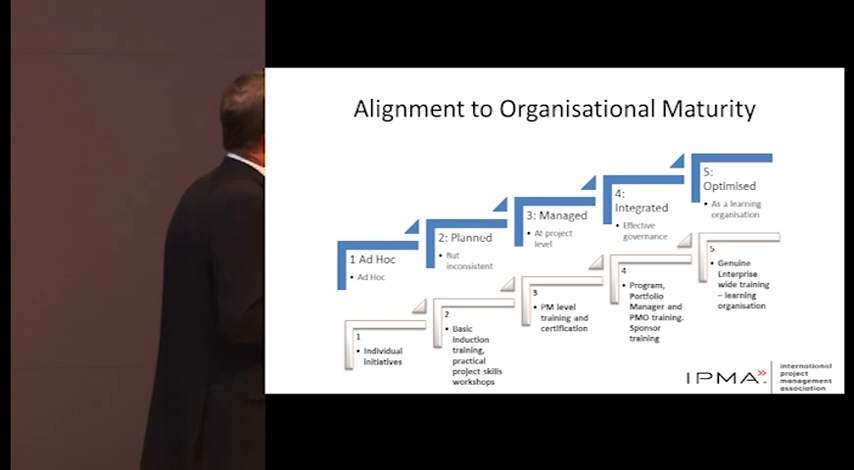 Alignment to Organisational Maturity
1 Ad Hoc
• Ad Hoc
2: Planned
• But
inconsistent
3: Managed
• At project
level
4:
Integrated
• Effective
governance
5:
Optimised
• As a learning
organisation
1
• Individual
initiatives
2
• Basic
induction
training,
practical
project skills
workshops
3
• PM level
training and
certification
4
• Program,
Portfolio
Manager and
PMO training.
Sponsor
training
5
• Genuine
Enterprise
wide training
– learning
organisation
IPMA
international
project
management
association